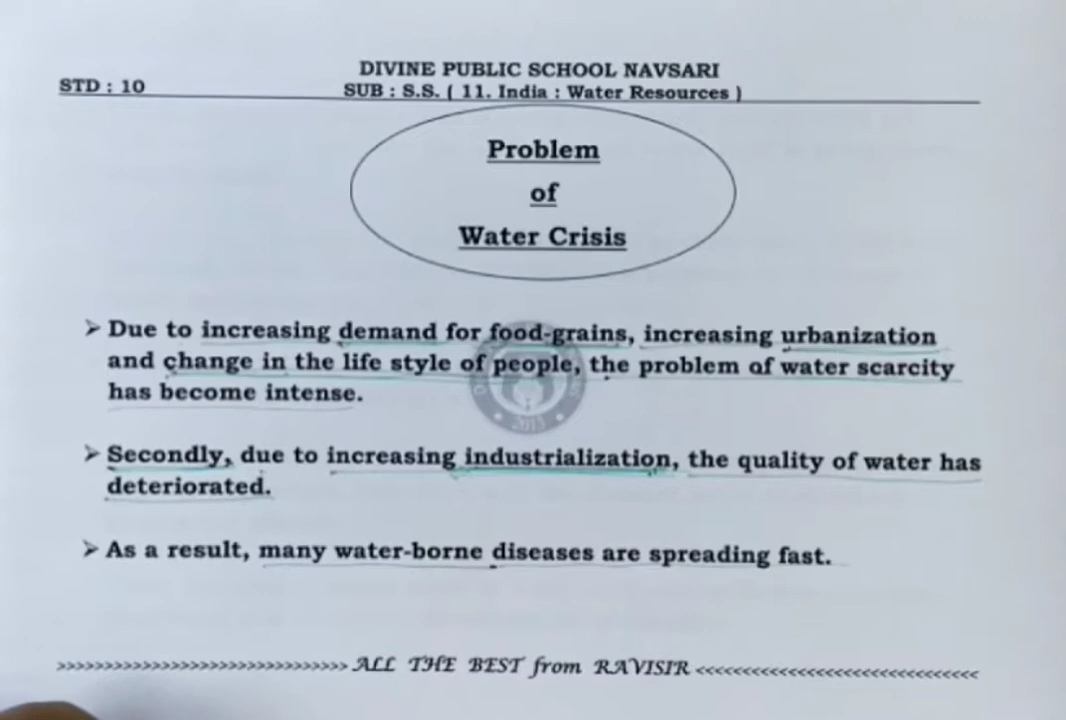 DIVINE PUBLIC SCHOOL NAVSARI
STD : 10 SUB : S.S. ( 11. India : Water Resources )
Problem
of
Water Crisis
➢ Due to increasing demand for food-grains, increasing urbanization
and change in the life style of people, the problem of water scarcity
has become intense.
➢ Secondly, due to increasing industrialization, the quality of water has
deteriorated.
➢ As a result, many water-borne diseases are spreading fast.
>>>>>>>>>>>>>>>>>>>>>>>>>>>>>>> ALL THE BEST from RAVISIR <<<<<<<<<<<<<<<<<<<<<<<<<<<<<<<